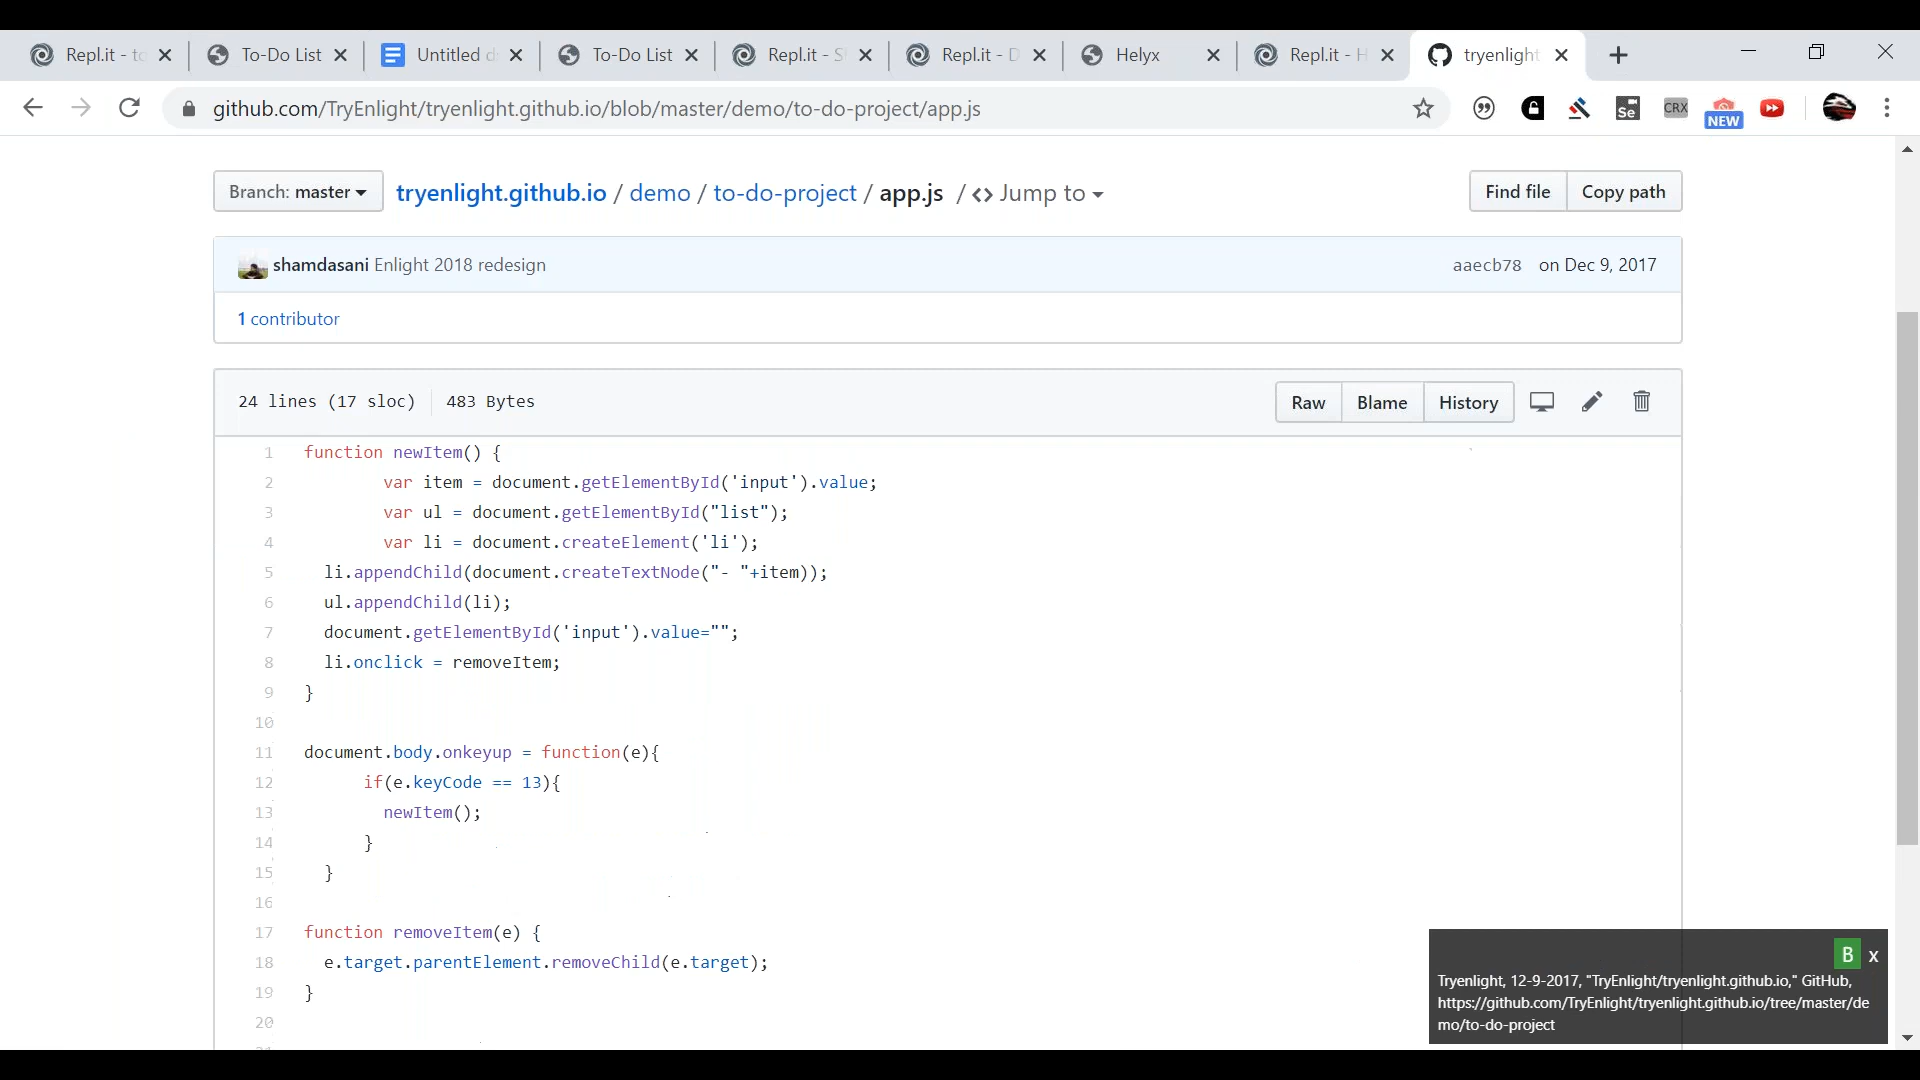 Repl.it - to
To-Do List
Untitled d
To-Do List
Repl.it - S
Repl.it - D
Helyx
Repl.it - H
tryenlight
github.com/TryEnlight/tryenlight.github.io/blob/master/demo/to-do-project/app.js
Se
CRX
NEW
Branch: master
tryenlight.github.io / demo / to-do-project / app.js / <> Jump to
Find file
Copy path
shamdasani Enlight 2018 redesign
aaecb78 on Dec 9, 2017
1 contributor
24 lines (17 sloc)
483 Bytes
Raw
Blame
History
1 function newItem() {
2 var item = document.getElementById('input').value;
3 var ul = document.getElementById("list");
4 var li = document.createElement('li');
5 li.appendChild(document.createTextNode("- "+item));
6 ul.appendChild(li);
7 document.getElementById('input').value="";
8 li.onclick = removeItem;
9 }
10
11 document.body.onkeyup = function(e){
12 if(e.keyCode == 13){
13 newItem();
14 }
15 }
16
17 function removeItem(e) {
18 e.target.parentElement.removeChild(e.target);
19 }
20
B x
Tryenlight, 12-9-2017, "TryEnlight/tryenlight.github.io," GitHub,
https://github.com/TryEnlight/tryenlight.github.io/tree/master/de
mo/to-do-project